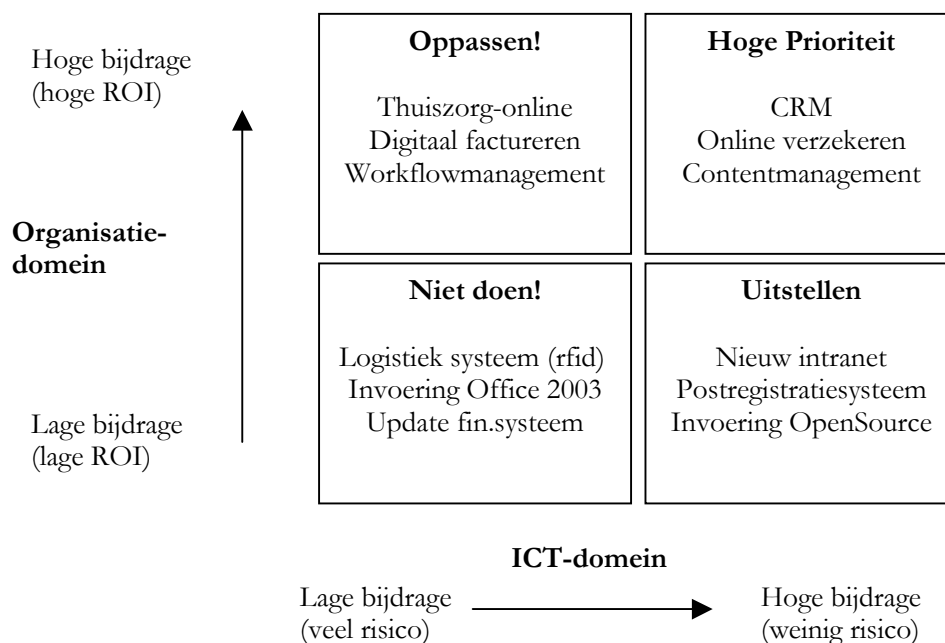 Hoge bijdrage
(hoge ROI)
Organisatie-
domein
Lage bijdrage
(lage ROI)
Oppassen!
Thuiszorg-online
Digitaal factureren
Workflowmanagement
Hoge Prioriteit
CRM
Online verzekeren
Contentmanagement
Niet doen!
Logistiek systeem (rfid)
Invoering Office 2003
Update fin.systeem
Uitstellen
Nieuw intranet
Postregistratiesysteem
Invoering OpenSource
ICT-domein
Lage bijdrage
(veel risico)
Hoge bijdrage
(weinig risico)